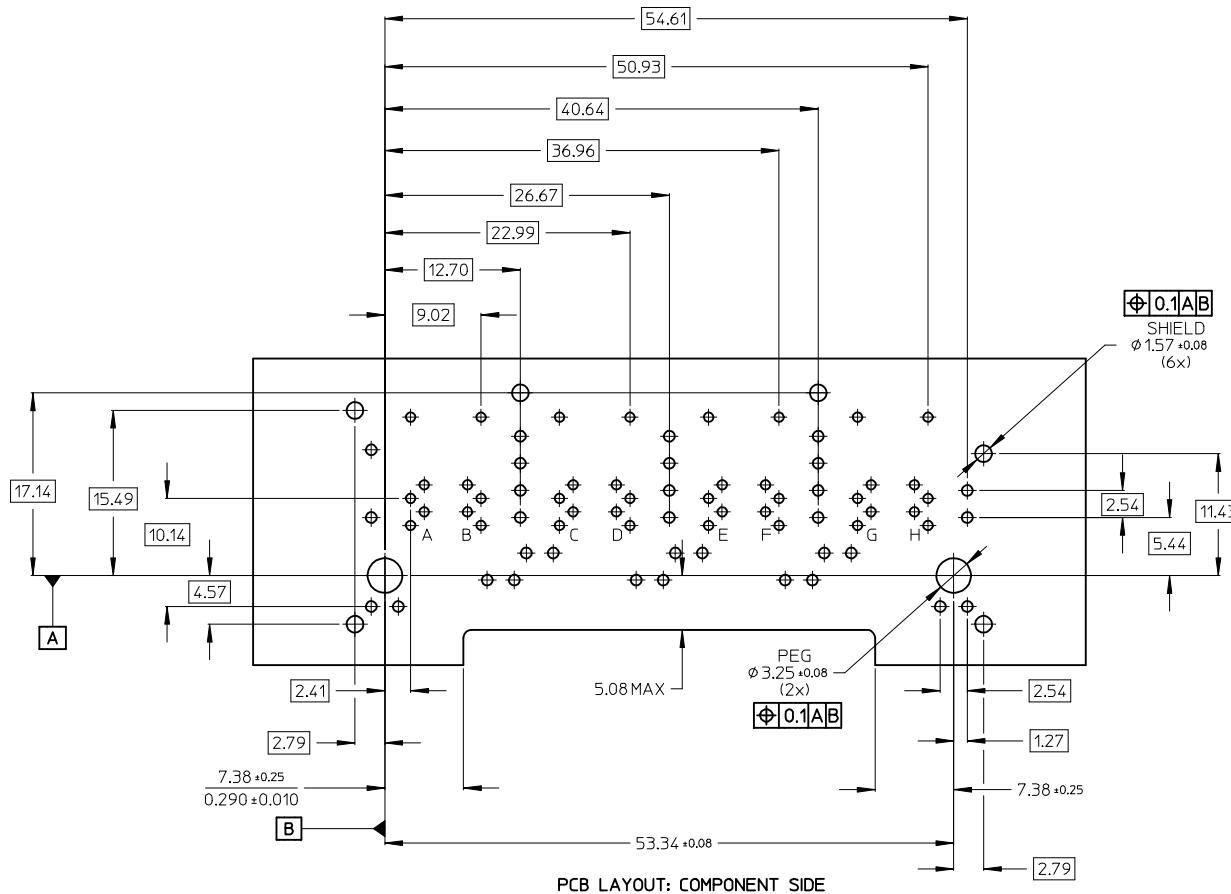 54.61
50.93
40.64
36.96
26.67
22.99
12.70
9.02
⌖ 0.1 A B
SHIELD
Ø 1.57 ±0.08
(6x)
17.14
15.49
10.14
4.57
2.54
11.43
5.44
A B C D E F G H
A
PEG
Ø 3.25 ±0.08
(2x)
⌖ 0.1 A B
5.08 MAX
2.41
2.54
2.79
1.27
7.38 ±0.25
0.290 ±0.010
7.38 ±0.25
B
53.34 ±0.08
2.79
PCB LAYOUT: COMPONENT SIDE